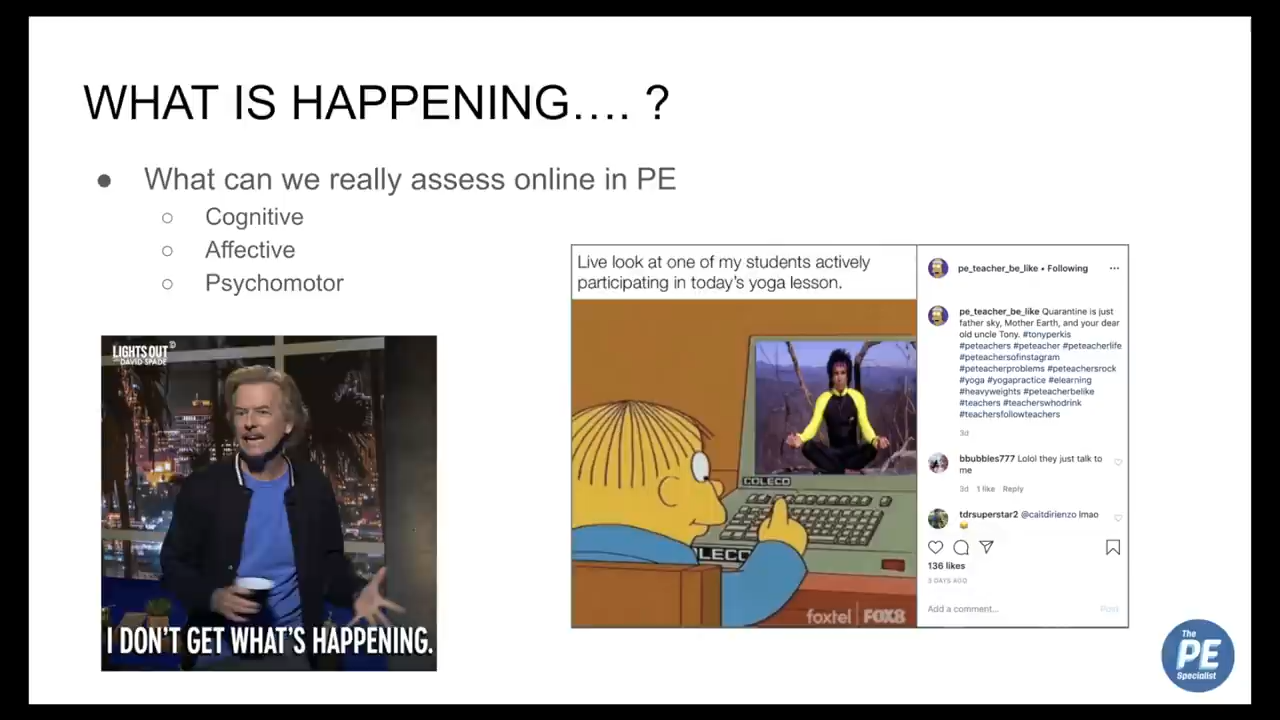 WHAT IS HAPPENING…. ?
● What can we really assess online in PE
○ Cognitive
○ Affective
○ Psychomotor
LIGHTS OUT
WITH DAVID SPADE
I DON'T GET WHAT'S HAPPENING.
Live look at one of my students actively
participating in today's yoga lesson.
COLECO
COLECO
foxtel FOX8
pe_teacher_be_like • Following
pe_teacher_be_like Quarantine is just
father sky, Mother Earth, and your dear
old uncle Tony. #tonyperkis
#peteachers #peteacher #peteacherlife
#peteachersofinstagram
#peteacherproblems #peteachersrock
#yoga #yogapractice #elearning
#heavyweights #peteacherbelike
#teachers #teacherswhodrink
#teachersfollowteachers
3d
bbubbles777 Lolol they just talk to
me
3d 1 like Reply
tdrsuperstar2 @caitdirienzo lmao
136 likes
3 DAYS AGO
Add a comment...
Post
The
PE
Specialist